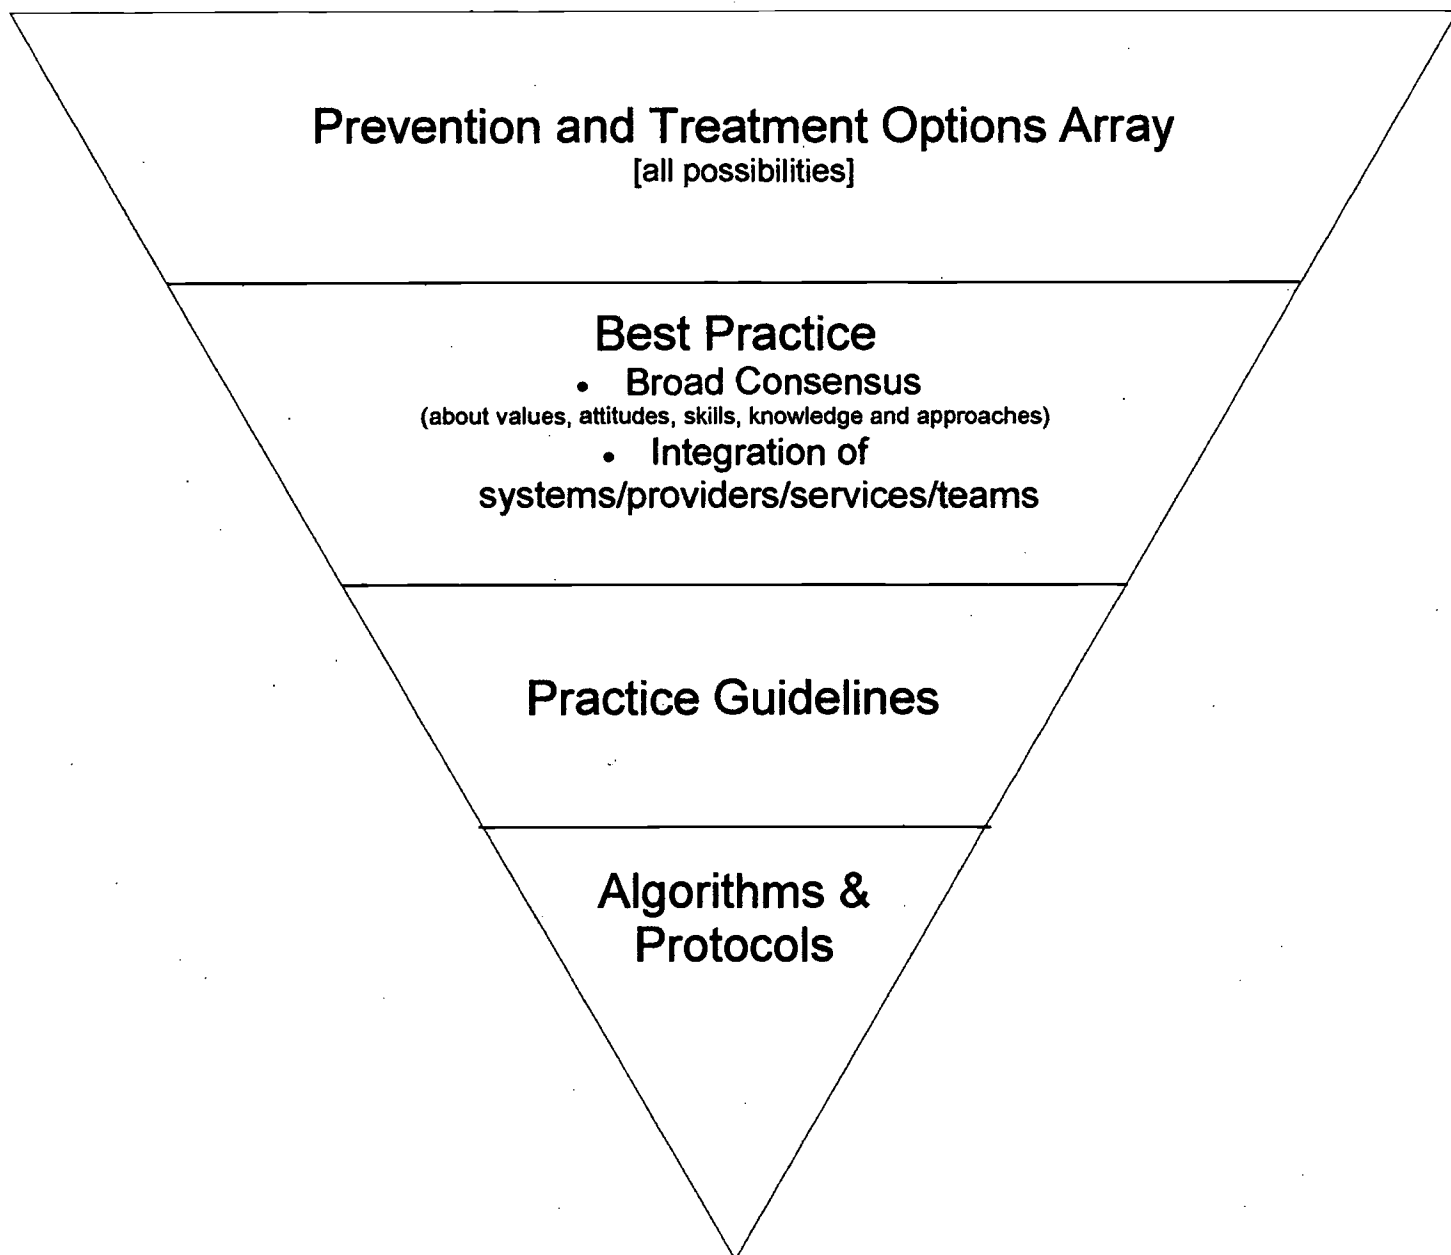 Prevention and Treatment Options Array
[all possibilities]
Best Practice
• Broad Consensus
(about values, attitudes, skills, knowledge and approaches)
• Integration of
systems/providers/services/teams
Practice Guidelines
Algorithms &
Protocols